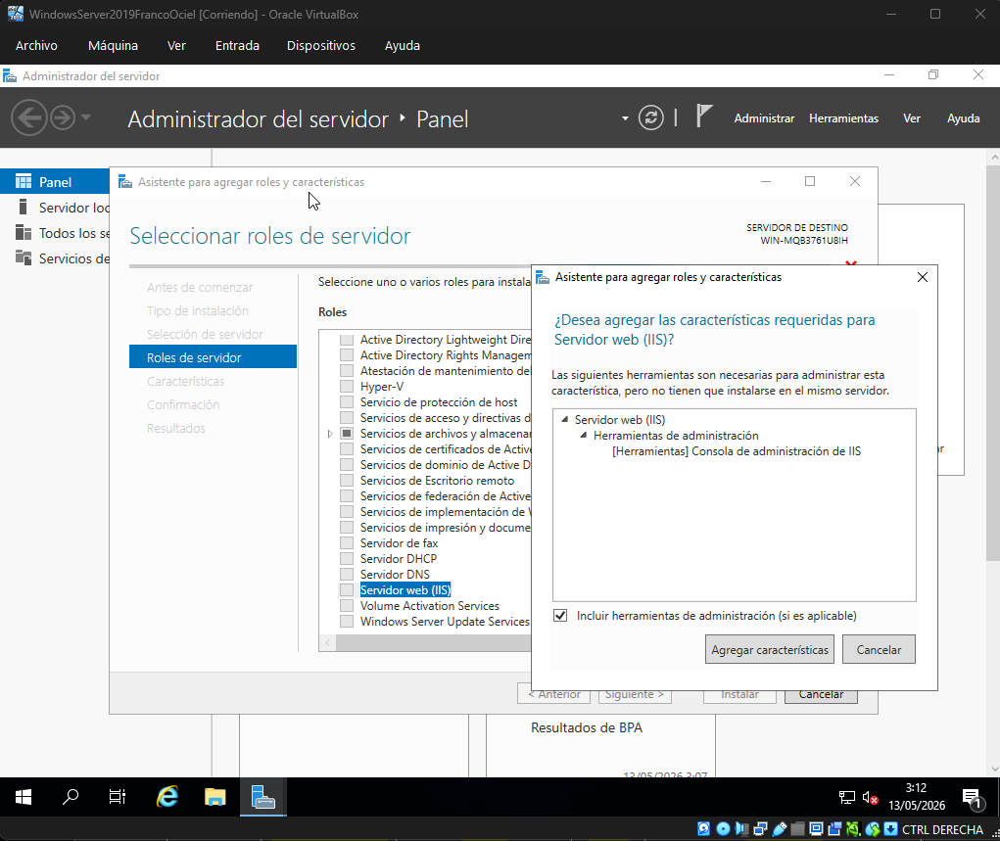 WindowsServer2019FrancoOciel [Corriendo] - Oracle VirtualBox
Archivo Máquina Ver Entrada Dispositivos Ayuda
Administrador del servidor
Administrador del servidor ‣ Panel
Administrar Herramientas Ver Ayuda
Panel
Servidor loc
Todos los se
Servicios de
Asistente para agregar roles y características
Seleccionar roles de servidor
SERVIDOR DE DESTINO
WIN-MQB3761U8IH
Antes de comenzar
Tipo de instalación
Selección de servidor
Roles de servidor
Características
Confirmación
Resultados
Seleccione uno o varios roles para instala
Roles
Active Directory Lightweight Dire
Active Directory Rights Managem
Atestación de mantenimiento del
Hyper-V
Servicio de protección de host
Servicios de acceso y directivas d
Servicios de archivos y almacenar
Servicios de certificados de Active
Servicios de dominio de Active D
Servicios de Escritorio remoto
Servicios de federación de Active
Servicios de implementación de W
Servicios de impresión y docume
Servidor de fax
Servidor DHCP
Servidor DNS
Servidor web (IIS)
Volume Activation Services
Windows Server Update Services
< Anterior Siguiente > Instalar Cancelar
Asistente para agregar roles y características
¿Desea agregar las características requeridas para
Servidor web (IIS)?
Las siguientes herramientas son necesarias para administrar esta
característica, pero no tienen que instalarse en el mismo servidor.
Servidor web (IIS)
Herramientas de administración
[Herramientas] Consola de administración de IIS
Incluir herramientas de administración (si es aplicable)
Agregar características Cancelar
ar
Resultados de BPA
13/05/2026 3:07
3:12
13/05/2026
1
CTRL DERECHA